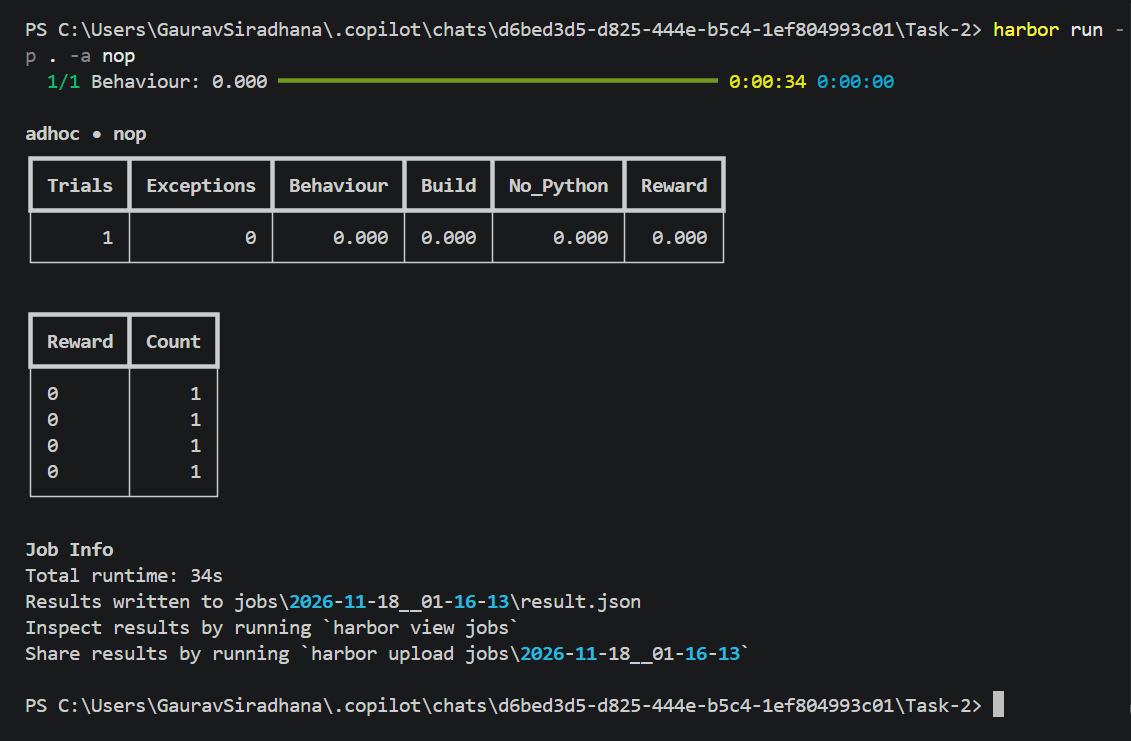 PS C:\Users\GauravSiradhana\.copilot\chats\d6bed3d5-d825-444e-b5c4-1ef804993c01\Task-2> harbor run -
p . -a nop
1/1 Behaviour: 0.000 0:00:34 0:00:00
adhoc • nop
Trials Exceptions Behaviour Build No_Python Reward
1 0 0.000 0.000 0.000 0.000
Reward Count
0 1
0 1
0 1
0 1
Job Info
Total runtime: 34s
Results written to jobs\2026-11-18__01-16-13\result.json
Inspect results by running `harbor view jobs`
Share results by running `harbor upload jobs\2026-11-18__01-16-13`
PS C:\Users\GauravSiradhana\.copilot\chats\d6bed3d5-d825-444e-b5c4-1ef804993c01\Task-2>